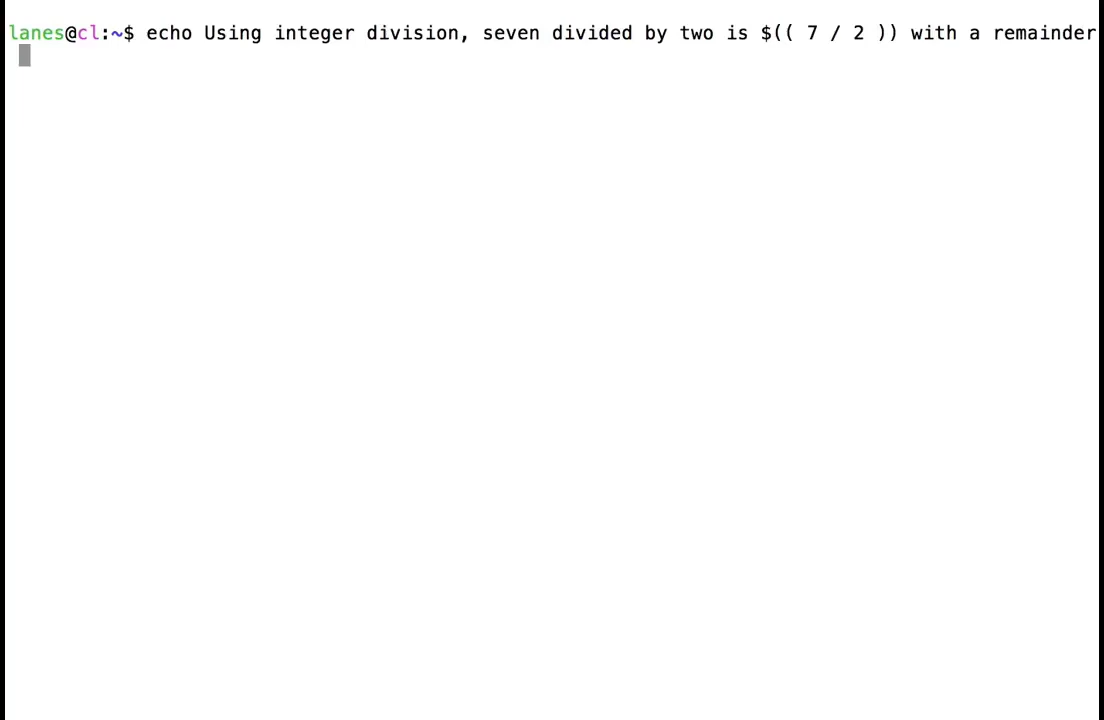 lanes@cl:~$ echo Using integer division, seven divided by two is $(( 7 / 2 )) with a remainder